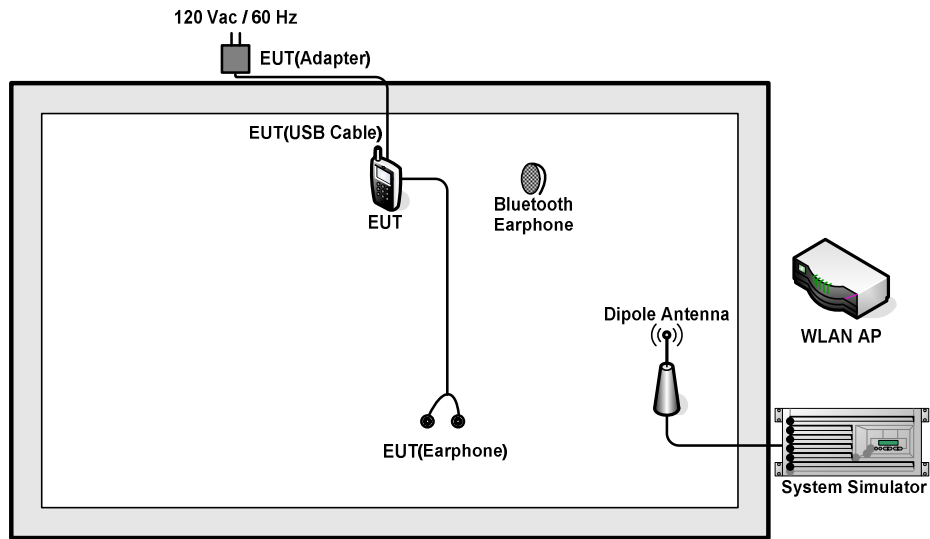 120 Vac / 60 Hz
EUT(Adapter)
EUT(USB Cable)
EUT
Bluetooth
Earphone
Dipole Antenna
WLAN AP
EUT(Earphone)
System Simulator